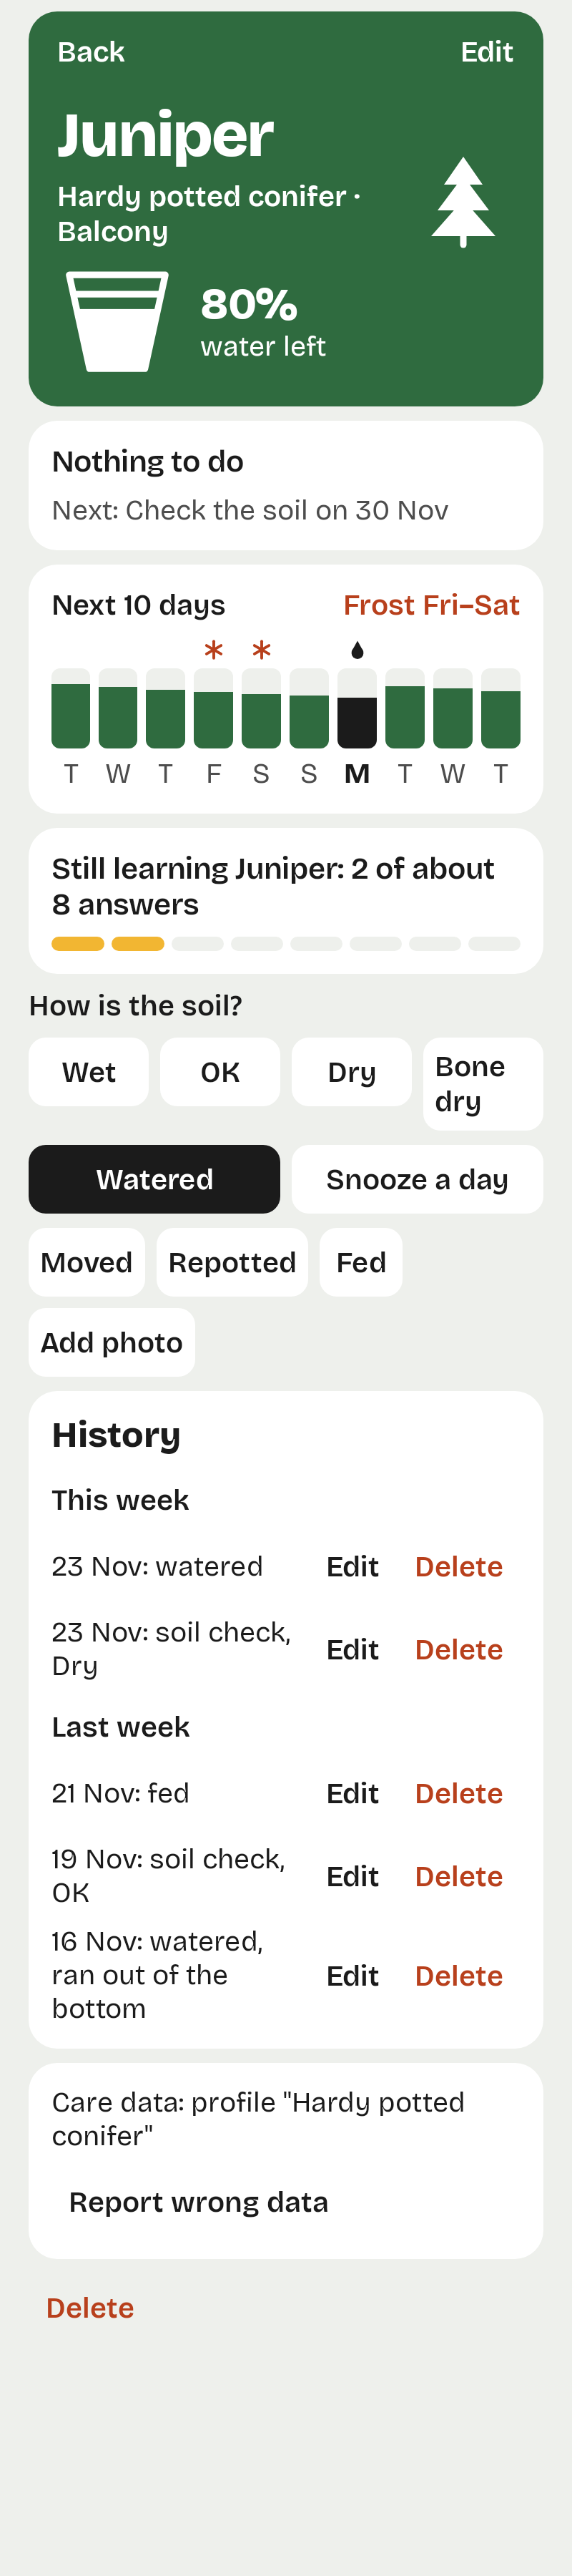 Back
Edit
Juniper
Hardy potted conifer ·
Balcony
80%
water left
Nothing to do
Next: Check the soil on 30 Nov
Next 10 days
Frost Fri–Sat
T W T F S S M T W T
Still learning Juniper: 2 of about
8 answers
How is the soil?
Wet
OK
Dry
Bone
dry
Watered
Snooze a day
Moved
Repotted
Fed
Add photo
History
This week
23 Nov: watered
Edit
Delete
23 Nov: soil check,
Dry
Edit
Delete
Last week
21 Nov: fed
Edit
Delete
19 Nov: soil check,
OK
Edit
Delete
16 Nov: watered,
ran out of the
bottom
Edit
Delete
Care data: profile "Hardy potted
conifer"
Report wrong data
Delete